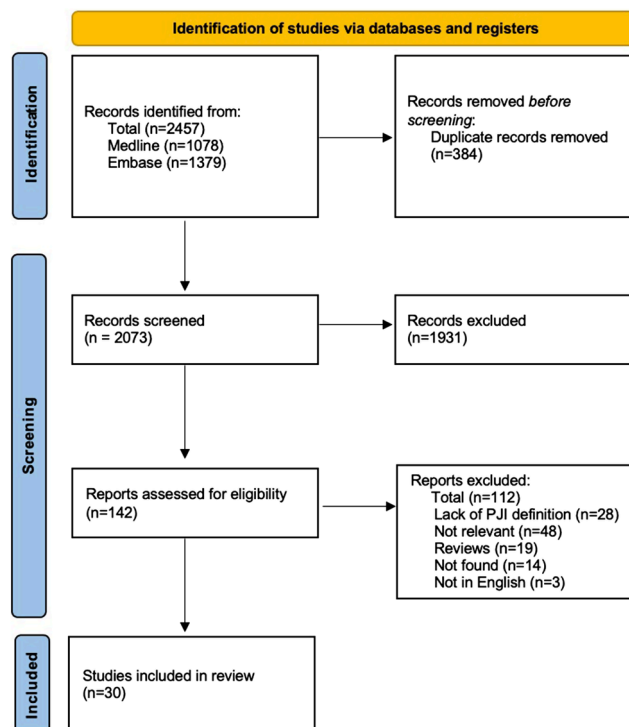 Identification of studies via databases and registers
Identification
Records identified from:
Total (n=2457)
Medline (n=1078)
Embase (n=1379)
Records removed before
screening:
Duplicate records removed
(n=384)
Screening
Records screened
(n = 2073)
Records excluded
(n=1931)
Reports assessed for eligibility
(n=142)
Reports excluded:
Total (n=112)
Lack of PJI definition (n=28)
Not relevant (n=48)
Reviews (n=19)
Not found (n=14)
Not in English (n=3)
Included
Studies included in review
(n=30)